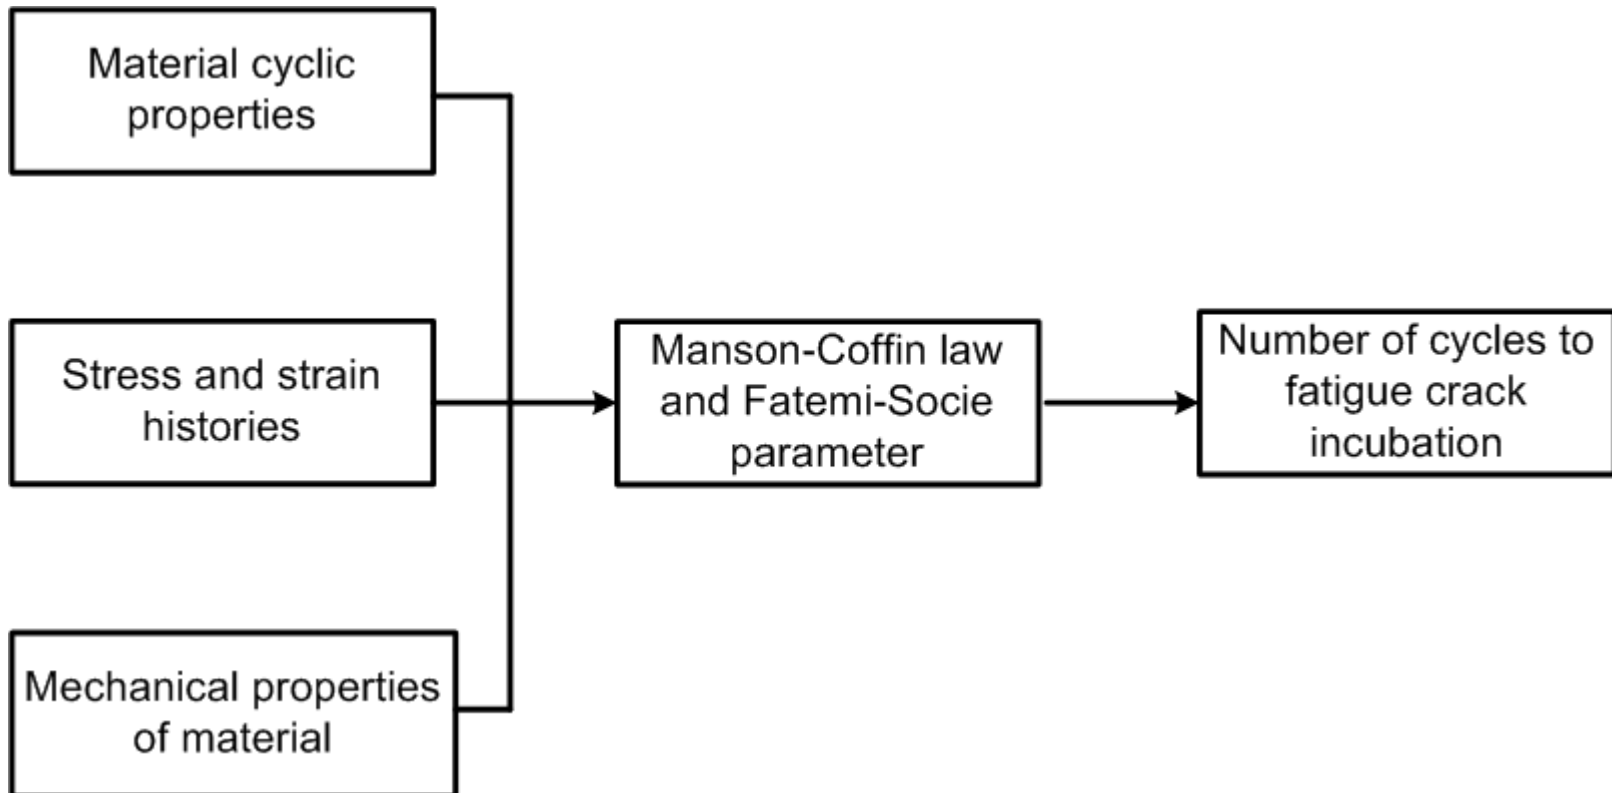 Material cyclic
properties
Stress and strain
histories
Mechanical properties
of material
Manson-Coffin law
and Fatemi-Socie
parameter
Number of cycles to
fatigue crack
incubation